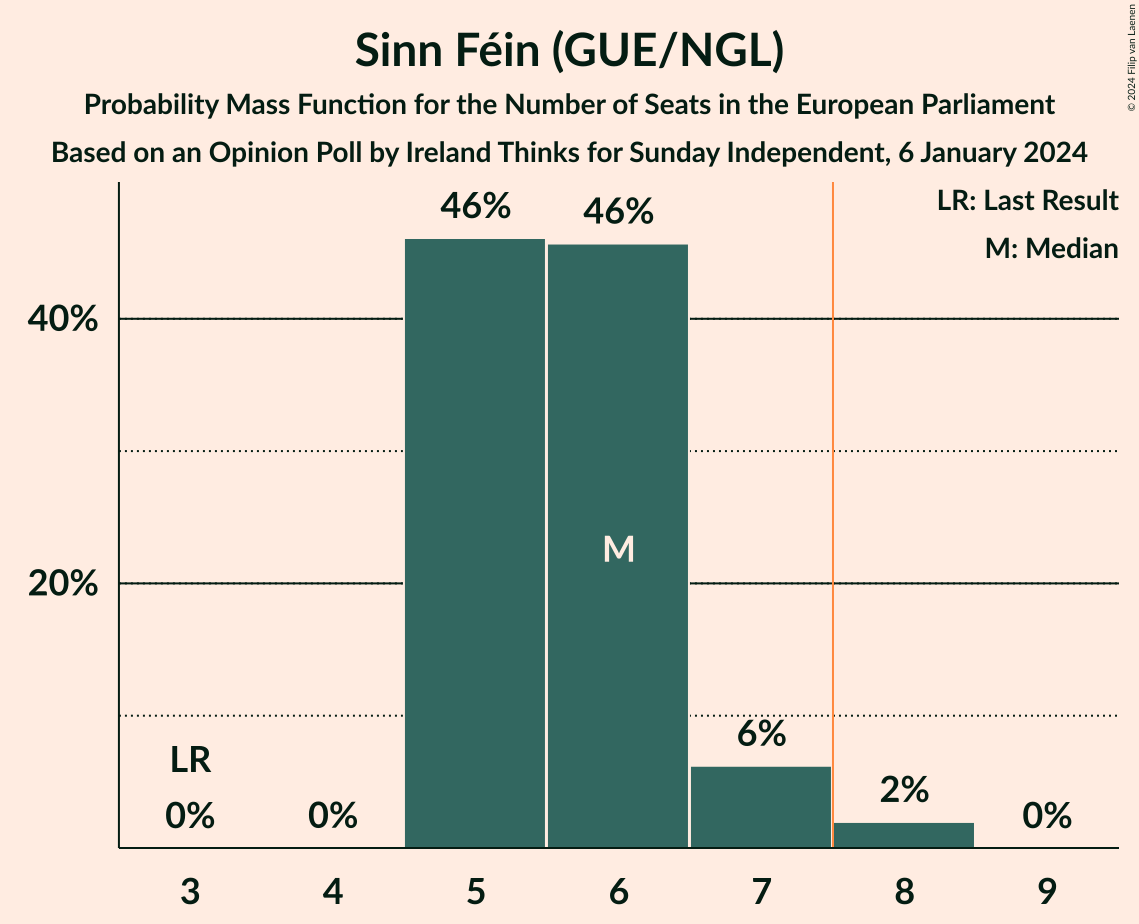 Sinn Féin (GUE/NGL)
Probability Mass Function for the Number of Seats in the European Parliament
Based on an Opinion Poll by Ireland Thinks for Sunday Independent, 6 January 2024
© 2024 Filip van Laenen
LR: Last Result
M: Median
46%
46%
40%
M
20%
6%
LR
2%
0%
0%
0%
3 4 5 6 7 8 9